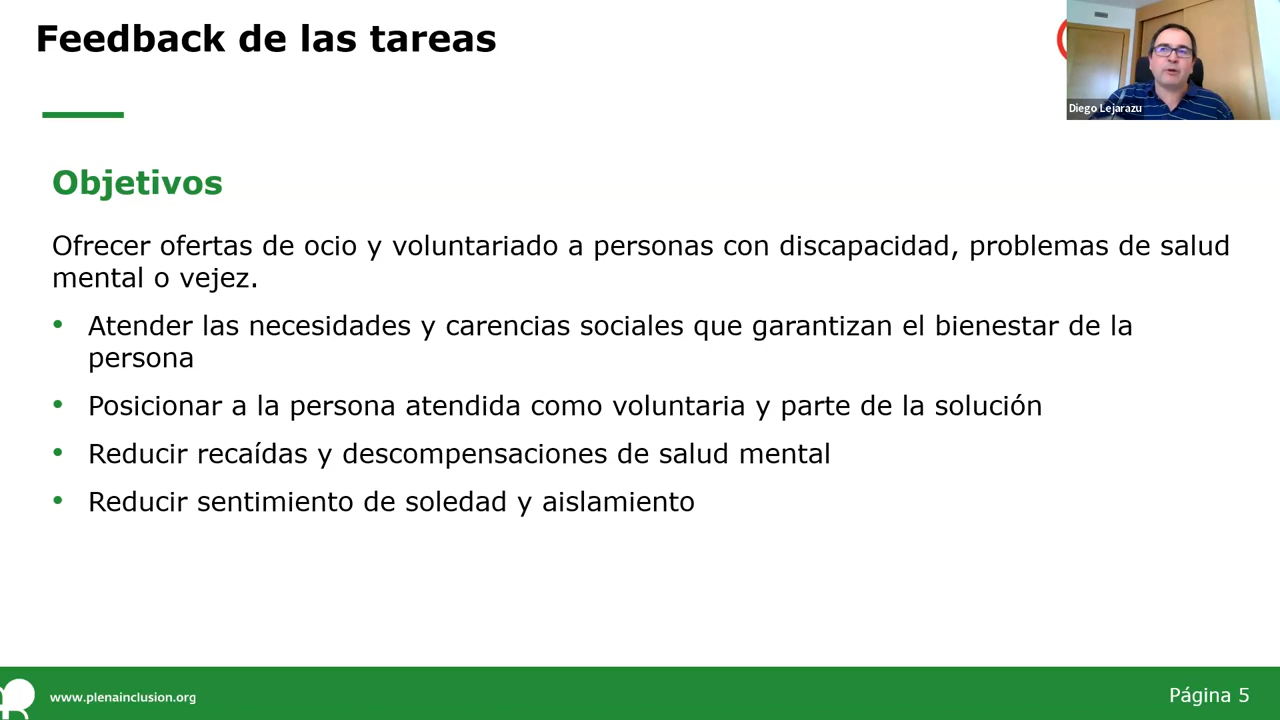 Feedback de las tareas
Diego Lejarazu
Objetivos
Ofrecer ofertas de ocio y voluntariado a personas con discapacidad, problemas de salud
mental o vejez.
• Atender las necesidades y carencias sociales que garantizan el bienestar de la
persona
• Posicionar a la persona atendida como voluntaria y parte de la solución
• Reducir recaídas y descompensaciones de salud mental
• Reducir sentimiento de soledad y aislamiento
www.plenainclusion.org
Página 5